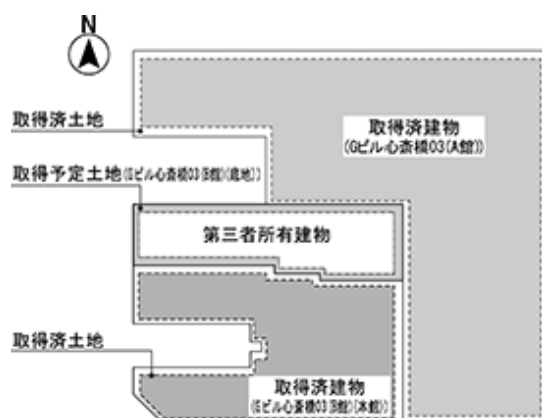 N
取得済土地
取得済建物
(Gビル心斎橋03(A館))
取得予定土地(Gビル心斎橋03(B館)(底地))
第三者所有建物
取得済土地
取得済建物
(Gビル心斎橋03(B館)(本館))